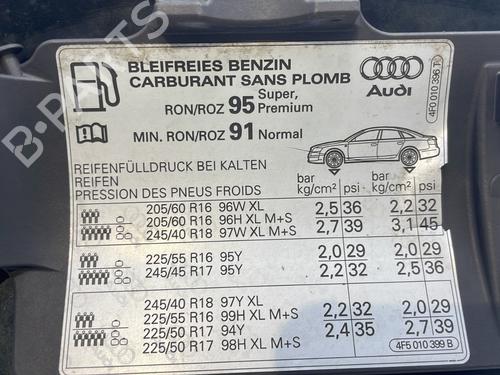 BLEIFREIES BENZIN
CARBURANT SANS PLOMB
RON/ROZ 95 Super, Premium
MIN. RON/ROZ 91 Normal
Audi
4F0 010 396 T
REIFENFÜLLDRUCK BEI KALTEN
REIFEN
PRESSION DES PNEUS FROIDS
bar kg/cm² psi bar kg/cm² psi
205/60 R16 96W XL
205/60 R16 96H XL M+S 2,5 36 2,2 32
245/40 R18 97W XL M+S 2,7 39 3,1 45
225/55 R16 95Y 2,0 29 2,0 29
245/45 R17 95Y 2,2 32 2,5 36
245/40 R18 97Y XL
225/55 R16 99H XL M+S 2,2 32 2,0 29
225/50 R17 94Y 2,4 35 2,7 39
225/50 R17 98H XL M+S
4F5 010 399 B
B-PARTS